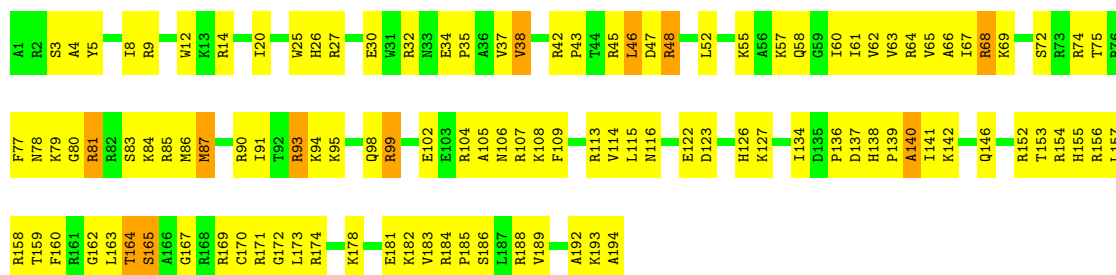 A1 R2 S3 A4 Y5 I8 R9 W12 K13 R14 I20 W25 H26 R27 E30 W31 R32 N33 E34 P35 A36 V37 V38 R42 P43 T44 R45 L46 D47 R48 L52 K55 A56 K57 Q58 G59 I60 I61 V62 V63 R64 V65 A66 I67 R68 K69 S72 R73 R74 T75 R76
F77 N78 K79 G80 R81 R82 S83 K84 R85 M86 M87 R90 I91 T92 R93 K94 K95 Q98 R99 E102 E103 R104 A105 N106 R107 K108 F109 R113 V114 L115 N116 E122 D123 H126 K127 I134 D135 P136 D137 H138 P139 A140 I141 K142 Q146 R152 T153 R154 H155 R156 L157
R158 T159 F160 R161 G162 L163 T164 S165 A166 G167 R168 R169 C170 R171 G172 L173 R174 K178 E181 K182 V183 R184 P185 S186 L187 R188 V189 A192 K193 A194